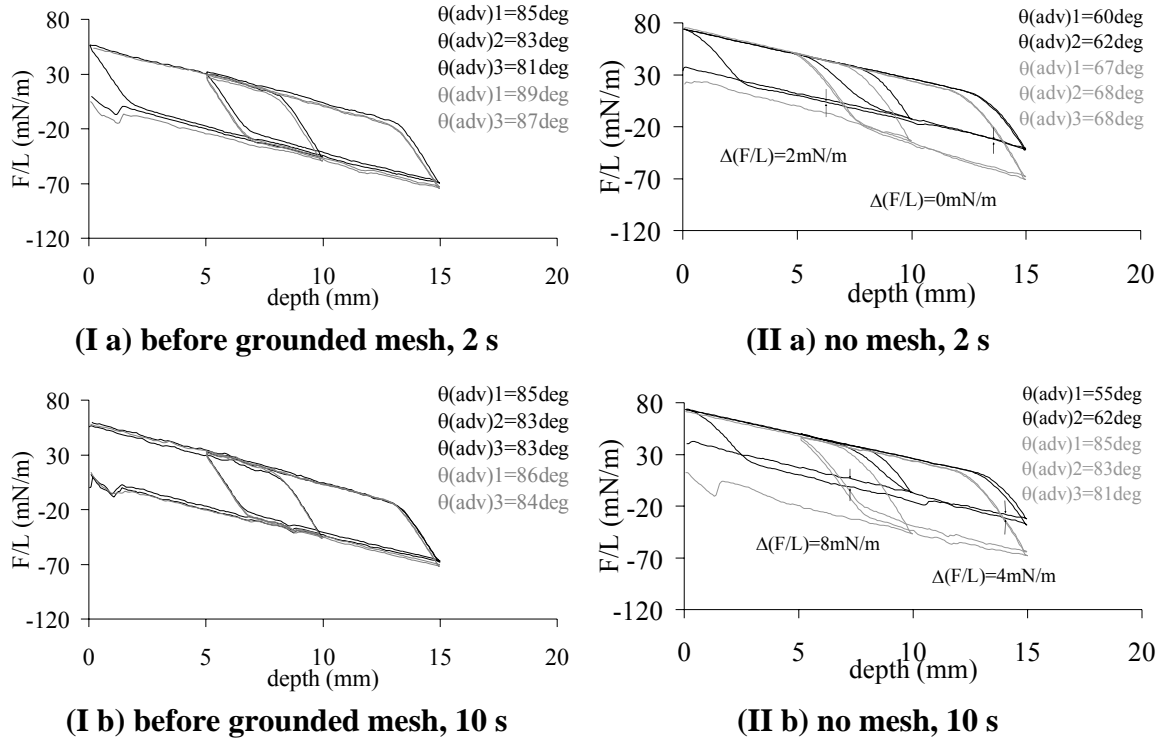 80
30
-20
-70
-120
F/L (mN/m)
0 5 10 15 20
depth (mm)
θ(adv)1=85deg
θ(adv)2=83deg
θ(adv)3=81deg
θ(adv)1=89deg
θ(adv)3=87deg
(I a) before grounded mesh, 2 s
80
30
-20
-70
-120
F/L (mN/m)
0 5 10 15 20
depth (mm)
θ(adv)1=60deg
θ(adv)2=62deg
θ(adv)1=67deg
θ(adv)2=68deg
θ(adv)3=68deg
Δ(F/L)=2mN/m
Δ(F/L)=0mN/m
(II a) no mesh, 2 s
80
30
-20
-70
-120
F/L (mN/m)
0 5 10 15 20
depth (mm)
θ(adv)1=85deg
θ(adv)2=83deg
θ(adv)3=83deg
θ(adv)1=86deg
θ(adv)3=84deg
(I b) before grounded mesh, 10 s
80
30
-20
-70
-120
F/L (mN/m)
0 5 10 15 20
depth (mm)
θ(adv)1=55deg
θ(adv)2=62deg
θ(adv)1=85deg
θ(adv)2=83deg
θ(adv)3=81deg
Δ(F/L)=8mN/m
Δ(F/L)=4mN/m
(II b) no mesh, 10 s